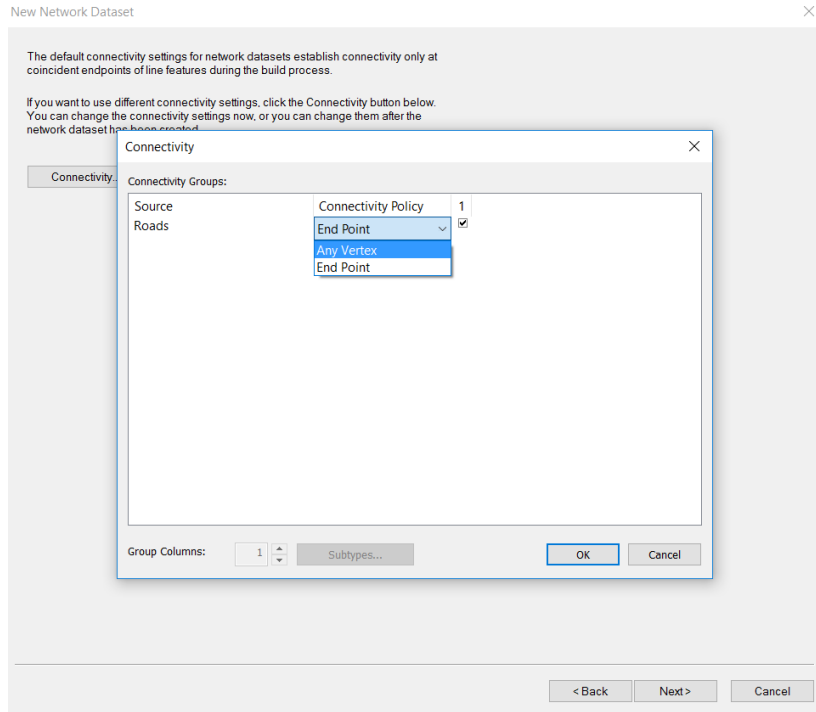 New Network Dataset
The default connectivity settings for network datasets establish connectivity only at
coincident endpoints of line features during the build process.
If you want to use different connectivity settings, click the Connectivity button below.
You can change the connectivity settings now, or you can change them after the
network dataset has been created.
Connectivity..
Connectivity
Connectivity Groups:
Source Connectivity Policy 1
Roads End Point
Any Vertex
End Point
Group Columns: 1 Subtypes... OK Cancel
< Back Next > Cancel